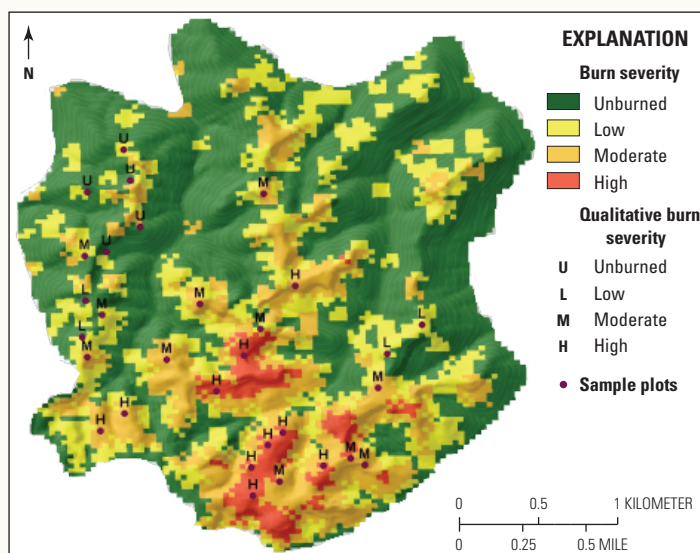 N
EXPLANATION
Burn severity
Unburned
Low
Moderate
High
Qualitative burn
severity
U Unburned
L Low
M Moderate
H High
Sample plots
U
U
U
M
U
M
U
H
L
M
M
M
L
L
M
M
H
L
H
M
H
H
H
H
H
M
M
H
M
H
0 0.5 1 KILOMETER
0 0.25 0.5 MILE